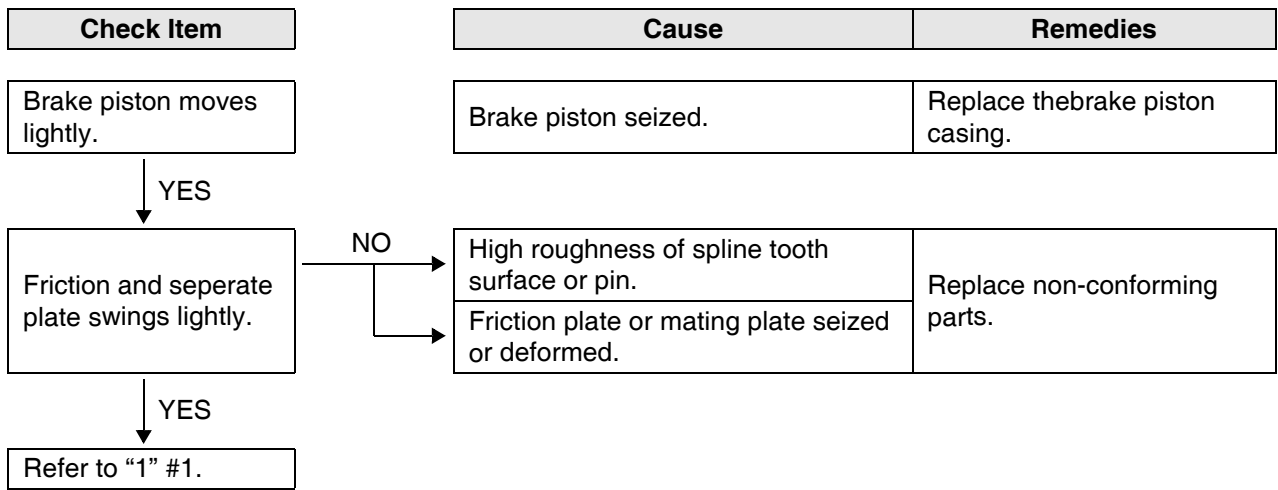 Check Item
Cause
Remedies
Brake piston moves
lightly.
Brake piston seized.
Replace thebrake piston
casing.
YES
Friction and seperate
plate swings lightly.
NO
High roughness of spline tooth
surface or pin.
Friction plate or mating plate seized
or deformed.
Replace non-conforming
parts.
YES
Refer to “1” #1.